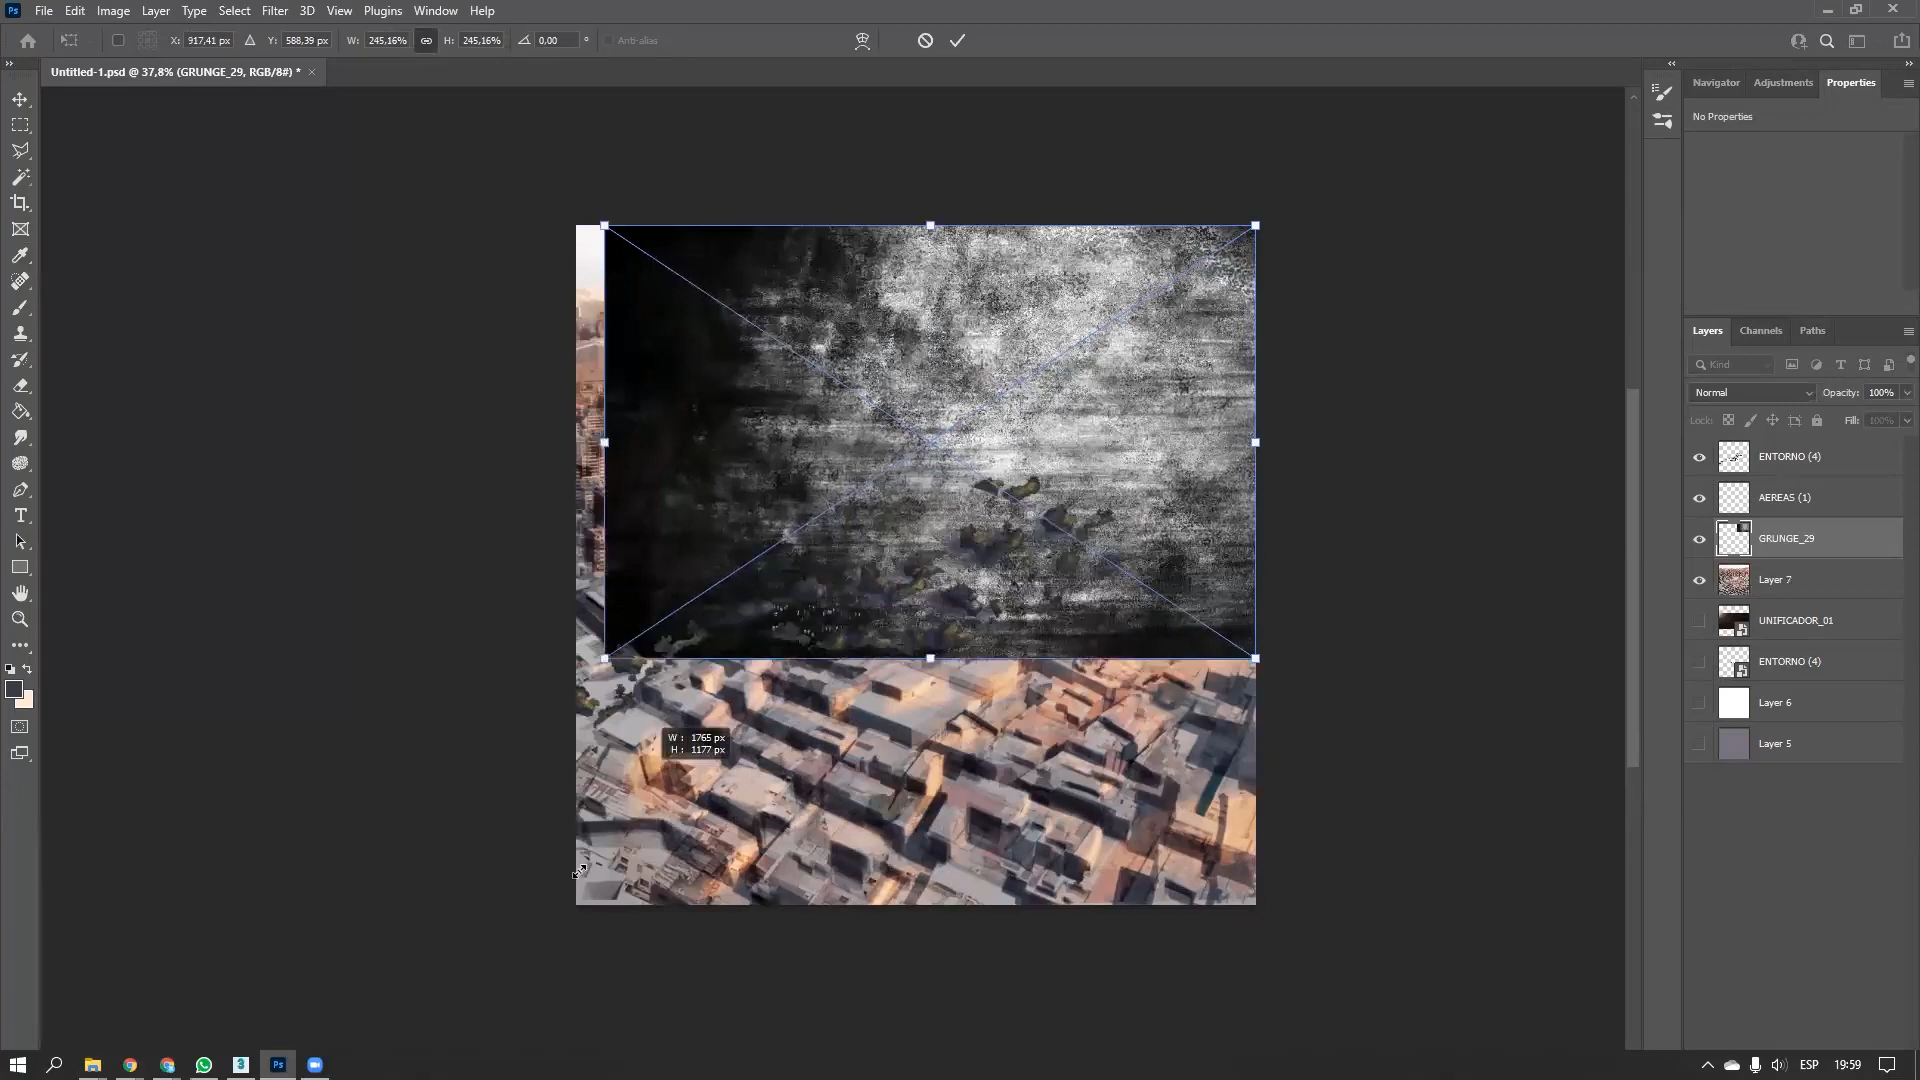 Ps File Edit Image Layer Type Select Filter 3D View Plugins Window Help
X: 917,41 px Y: 588,39 px W: 245,16% H: 245,16% 0,00 ° Anti-alias
Untitled-1.psd @ 37,8% (GRUNGE_29, RGB/8#) * ×
Navigator Adjustments Properties
No Properties
Layers Channels Paths
Kind
Normal Opacity: 100%
Lock: Fill: 100%
ENTORNO (4)
AEREAS (1)
GRUNGE_29
Layer 7
UNIFICADOR_01
ENTORNO (4)
Layer 6
Layer 5
W : 1765 px
H : 1177 px
3 Ps ESP 19:59